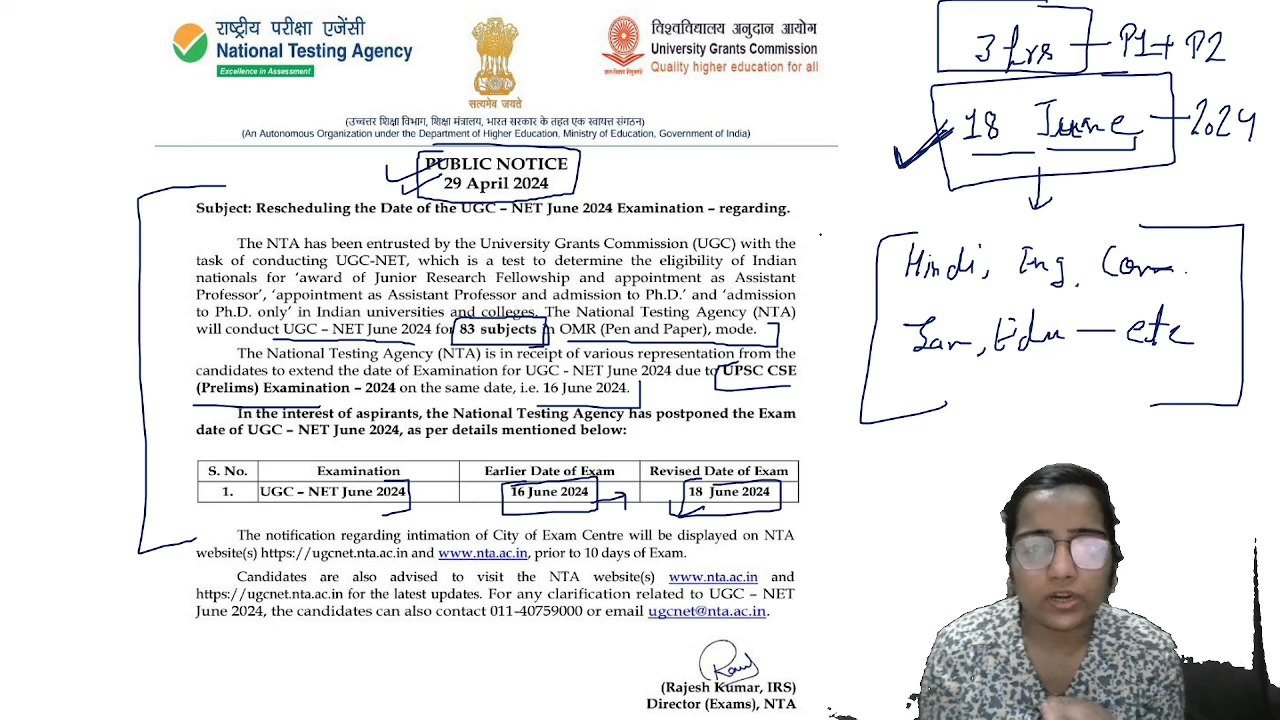 राष्ट्रीय परीक्षा एजेंसी
National Testing Agency
Excellence in Assessment
सत्यमेव जयते
विश्वविद्यालय अनुदान आयोग
University Grants Commission
Quality higher education for all
ज्ञान-विज्ञान विमुक्तये
(उच्चत्तर शिक्षा विभाग, शिक्षा मंत्रालय, भारत सरकार के तहत एक स्वायत्त संगठन)
(An Autonomous Organization under the Department of Higher Education, Ministry of Education, Government of India)
PUBLIC NOTICE
29 April 2024
Subject: Rescheduling the Date of the UGC – NET June 2024 Examination – regarding.
The NTA has been entrusted by the University Grants Commission (UGC) with the
task of conducting UGC-NET, which is a test to determine the eligibility of Indian
nationals for ‘award of Junior Research Fellowship and appointment as Assistant
Professor’, ‘appointment as Assistant Professor and admission to Ph.D.’ and ‘admission
to Ph.D. only’ in Indian universities and colleges. The National Testing Agency (NTA)
will conduct UGC – NET June 2024 for 83 subjects in OMR (Pen and Paper), mode.
The National Testing Agency (NTA) is in receipt of various representation from the
candidates to extend the date of Examination for UGC - NET June 2024 due to UPSC CSE
(Prelims) Examination – 2024 on the same date, i.e. 16 June 2024.
In the interest of aspirants, the National Testing Agency has postponed the Exam
date of UGC – NET June 2024, as per details mentioned below:
S. No. Examination Earlier Date of Exam Revised Date of Exam
1. UGC – NET June 2024 16 June 2024 18 June 2024
The notification regarding intimation of City of Exam Centre will be displayed on NTA
website(s) https://ugcnet.nta.ac.in and www.nta.ac.in, prior to 10 days of Exam.
Candidates are also advised to visit the NTA website(s) www.nta.ac.in and
https://ugcnet.nta.ac.in for the latest updates. For any clarification related to UGC – NET
June 2024, the candidates can also contact 011-40759000 or email ugcnet@nta.ac.in.
(Rajesh Kumar, IRS)
Director (Exams), NTA
3 hrs — P1 + P2
18 June — 2024
Hindi, Eng, Com.
San, Edu — etc